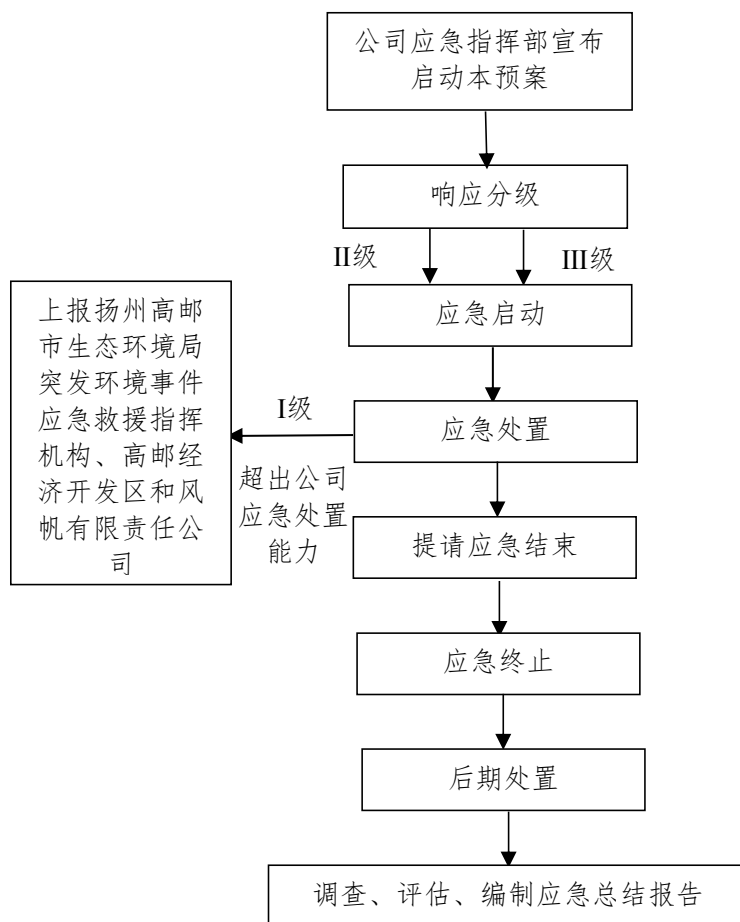 公司应急指挥部宣布
启动本预案
响应分级
II级
III级
应急启动
上报扬州高邮
市生态环境局
突发环境事件
应急救援指挥
机构、高邮经
济开发区和风
帆有限责任公
司
I级
超出公司
应急处置
能力
应急处置
提请应急结束
应急终止
后期处置
调查、评估、编制应急总结报告